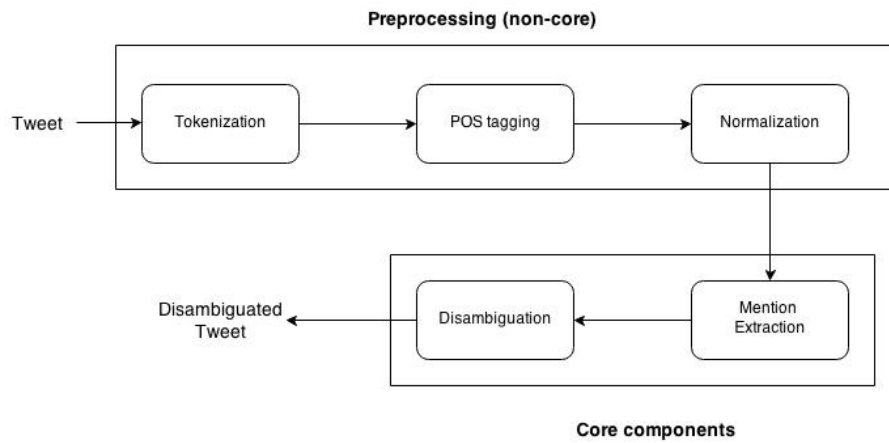 Preprocessing (non-core)
Tweet
Tokenization
POS tagging
Normalization
Mention
Extraction
Disambiguation
Disambiguated
Tweet
Core components